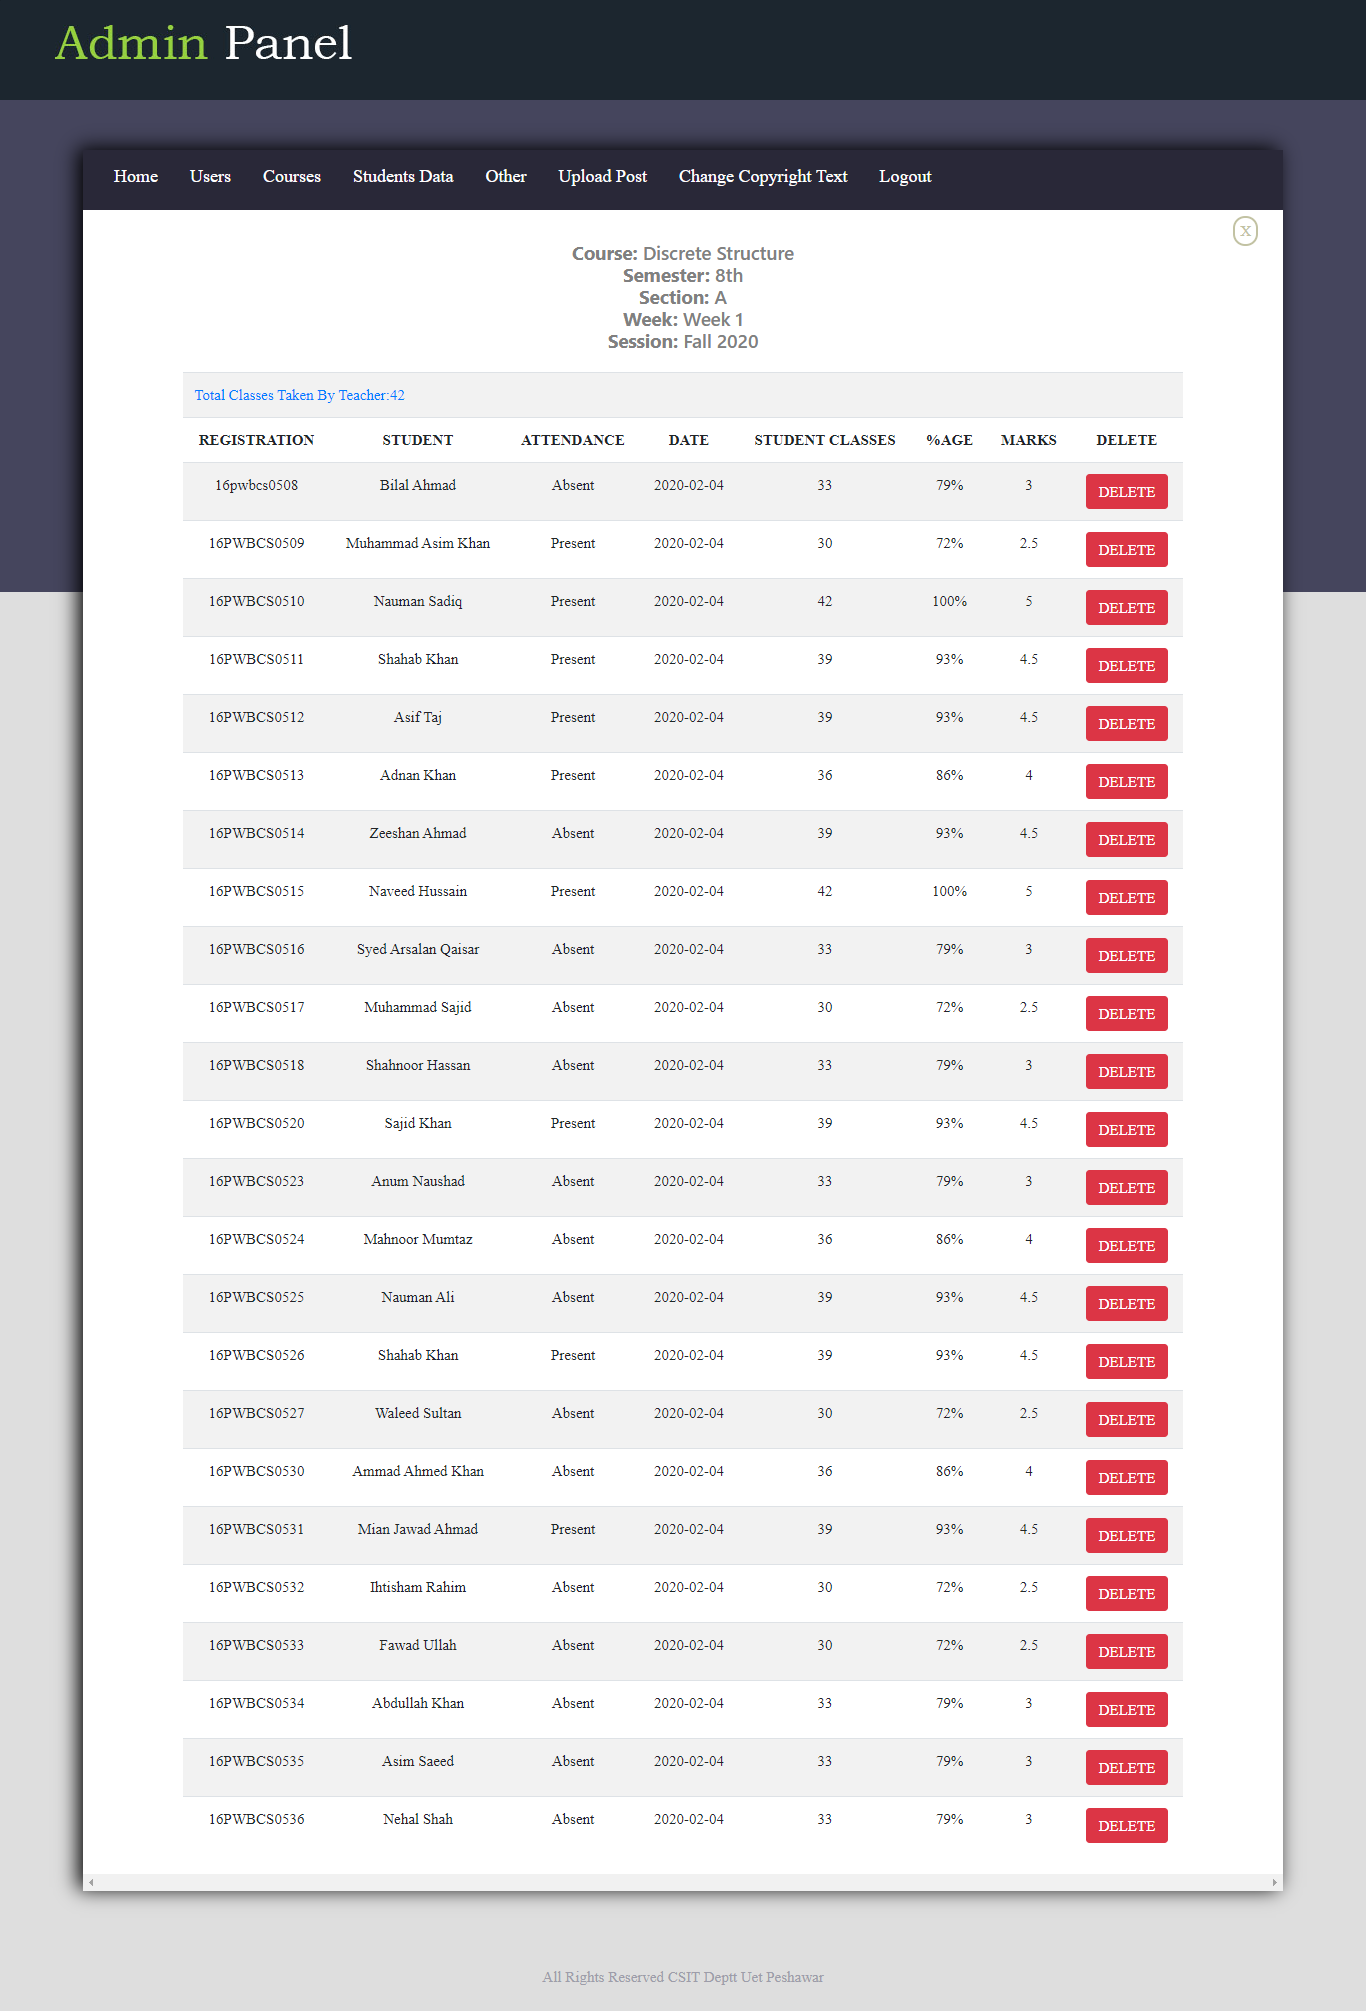 Admin Panel
Home Users Courses Students Data Other Upload Post Change Copyright Text Logout
X
Course: Discrete Structure
Semester: 8th
Section: A
Week: Week 1
Session: Fall 2020
Total Classes Taken By Teacher:42
REGISTRATION STUDENT ATTENDANCE DATE STUDENT CLASSES %AGE MARKS DELETE
16pwbcs0508 Bilal Ahmad Absent 2020-02-04 33 79% 3 DELETE
16PWBCS0509 Muhammad Asim Khan Present 2020-02-04 30 72% 2.5 DELETE
16PWBCS0510 Nauman Sadiq Present 2020-02-04 42 100% 5 DELETE
16PWBCS0511 Shahab Khan Present 2020-02-04 39 93% 4.5 DELETE
16PWBCS0512 Asif Taj Present 2020-02-04 39 93% 4.5 DELETE
16PWBCS0513 Adnan Khan Present 2020-02-04 36 86% 4 DELETE
16PWBCS0514 Zeeshan Ahmad Absent 2020-02-04 39 93% 4.5 DELETE
16PWBCS0515 Naveed Hussain Present 2020-02-04 42 100% 5 DELETE
16PWBCS0516 Syed Arsalan Qaisar Absent 2020-02-04 33 79% 3 DELETE
16PWBCS0517 Muhammad Sajid Absent 2020-02-04 30 72% 2.5 DELETE
16PWBCS0518 Shahnoor Hassan Absent 2020-02-04 33 79% 3 DELETE
16PWBCS0520 Sajid Khan Present 2020-02-04 39 93% 4.5 DELETE
16PWBCS0523 Anum Naushad Absent 2020-02-04 33 79% 3 DELETE
16PWBCS0524 Mahnoor Mumtaz Absent 2020-02-04 36 86% 4 DELETE
16PWBCS0525 Nauman Ali Absent 2020-02-04 39 93% 4.5 DELETE
16PWBCS0526 Shahab Khan Present 2020-02-04 39 93% 4.5 DELETE
16PWBCS0527 Waleed Sultan Absent 2020-02-04 30 72% 2.5 DELETE
16PWBCS0530 Ammad Ahmed Khan Absent 2020-02-04 36 86% 4 DELETE
16PWBCS0531 Mian Jawad Ahmad Present 2020-02-04 39 93% 4.5 DELETE
16PWBCS0532 Ihtisham Rahim Absent 2020-02-04 30 72% 2.5 DELETE
16PWBCS0533 Fawad Ullah Absent 2020-02-04 30 72% 2.5 DELETE
16PWBCS0534 Abdullah Khan Absent 2020-02-04 33 79% 3 DELETE
16PWBCS0535 Asim Saeed Absent 2020-02-04 33 79% 3 DELETE
16PWBCS0536 Nehal Shah Absent 2020-02-04 33 79% 3 DELETE
All Rights Reserved CSIT Deptt Uet Peshawar